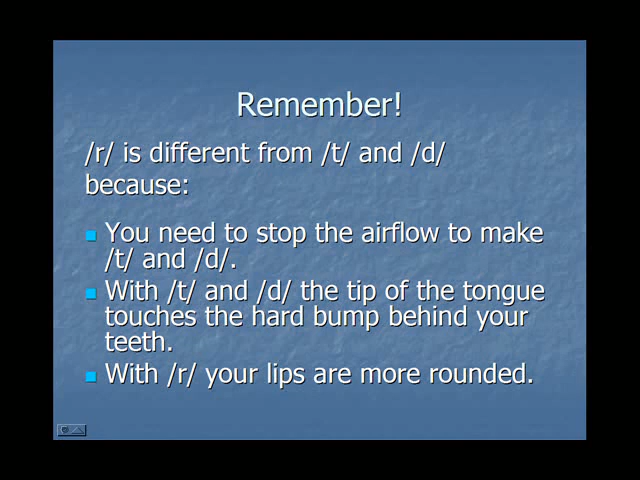 Remember!
/r/ is different from /t/ and /d/
because:
You need to stop the airflow to make
/t/ and /d/.
With /t/ and /d/ the tip of the tongue
touches the hard bump behind your
teeth.
With /r/ your lips are more rounded.